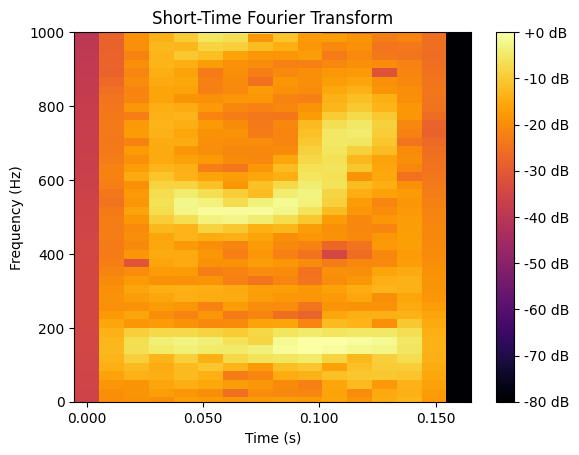 Short-Time Fourier Transform
1000
800
600
400
200
0
Frequency (Hz)
0.000
0.050
0.100
0.150
Time (s)
+0 dB
-10 dB
-20 dB
-30 dB
-40 dB
-50 dB
-60 dB
-70 dB
-80 dB